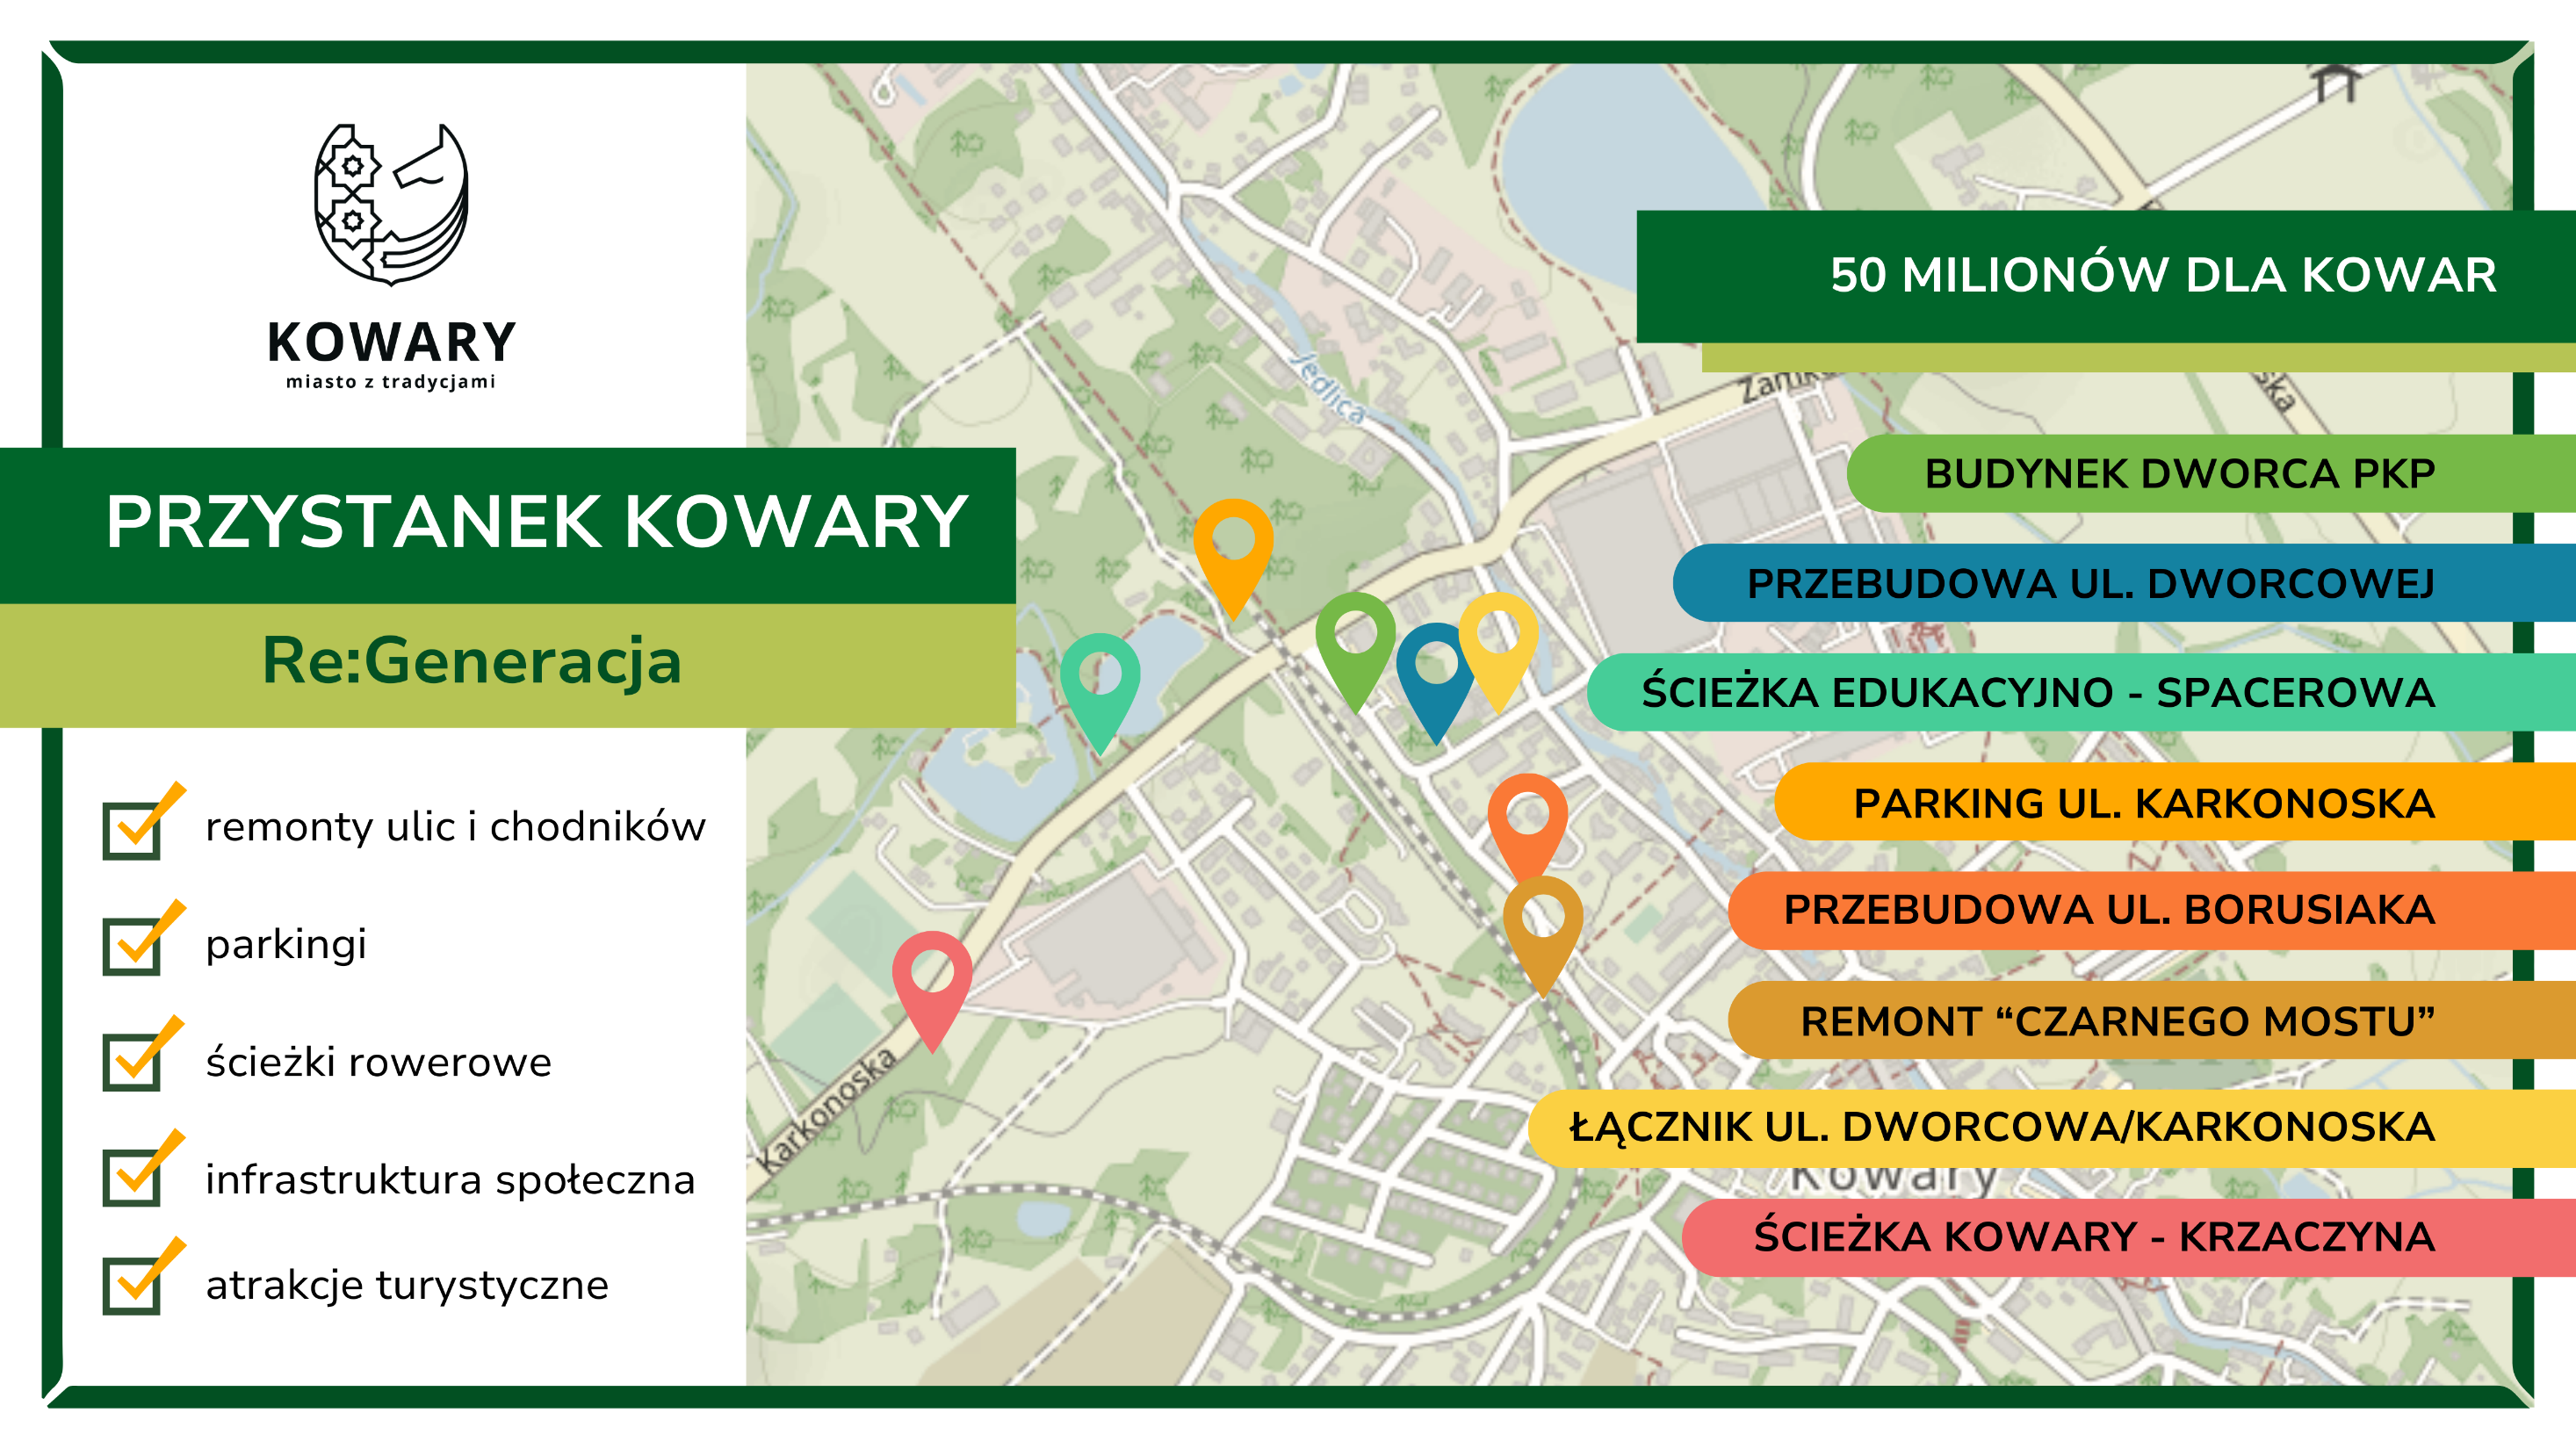 KOWARY
miasto z tradycjami
PRZYSTANEK KOWARY
Re:Generacja
remonty ulic i chodników
parkingi
ścieżki rowerowe
infrastruktura społeczna
atrakcje turystyczne
Jedlica
Karkonoska
Kowary
50 MILIONÓW DLA KOWAR
BUDYNEK DWORCA PKP
PRZEBUDOWA UL. DWORCOWEJ
ŚCIEŻKA EDUKACYJNO - SPACEROWA
PARKING UL. KARKONOSKA
PRZEBUDOWA UL. BORUSIAKA
REMONT “CZARNEGO MOSTU”
ŁĄCZNIK UL. DWORCOWA/KARKONOSKA
ŚCIEŻKA KOWARY - KRZACZYNA